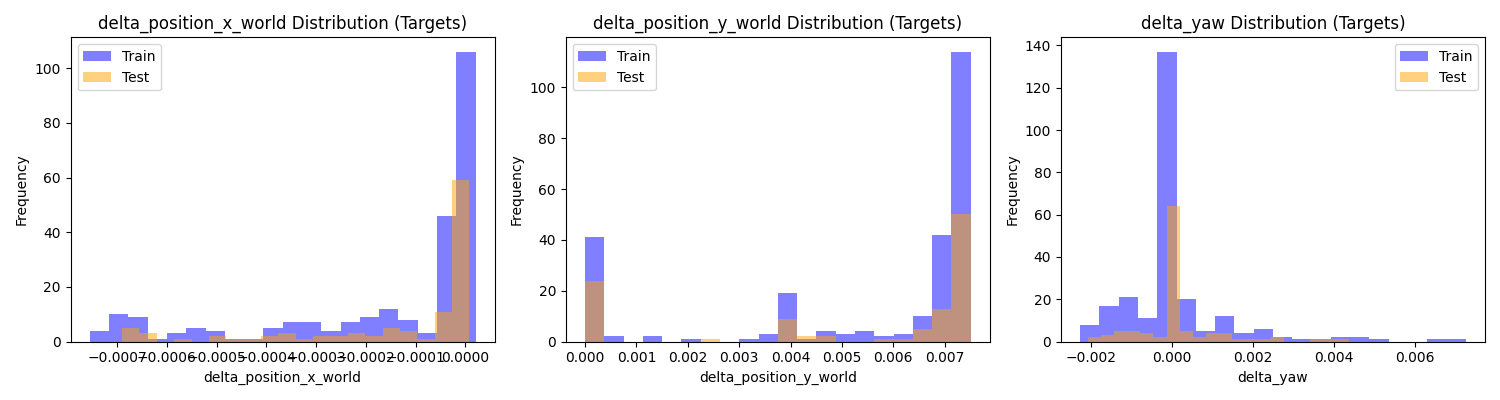 delta_position_x_world Distribution (Targets)
Train
Test
Frequency
0
20
40
60
80
100
−0.0007
−0.0006
−0.0005
−0.0004
−0.0003
−0.0002
−0.0001
0.0000
delta_position_x_world
delta_position_y_world Distribution (Targets)
Train
Test
Frequency
0
20
40
60
80
100
0.000
0.001
0.002
0.003
0.004
0.005
0.006
0.007
delta_position_y_world
delta_yaw Distribution (Targets)
Train
Test
Frequency
0
20
40
60
80
100
120
140
−0.002
0.000
0.002
0.004
0.006
delta_yaw